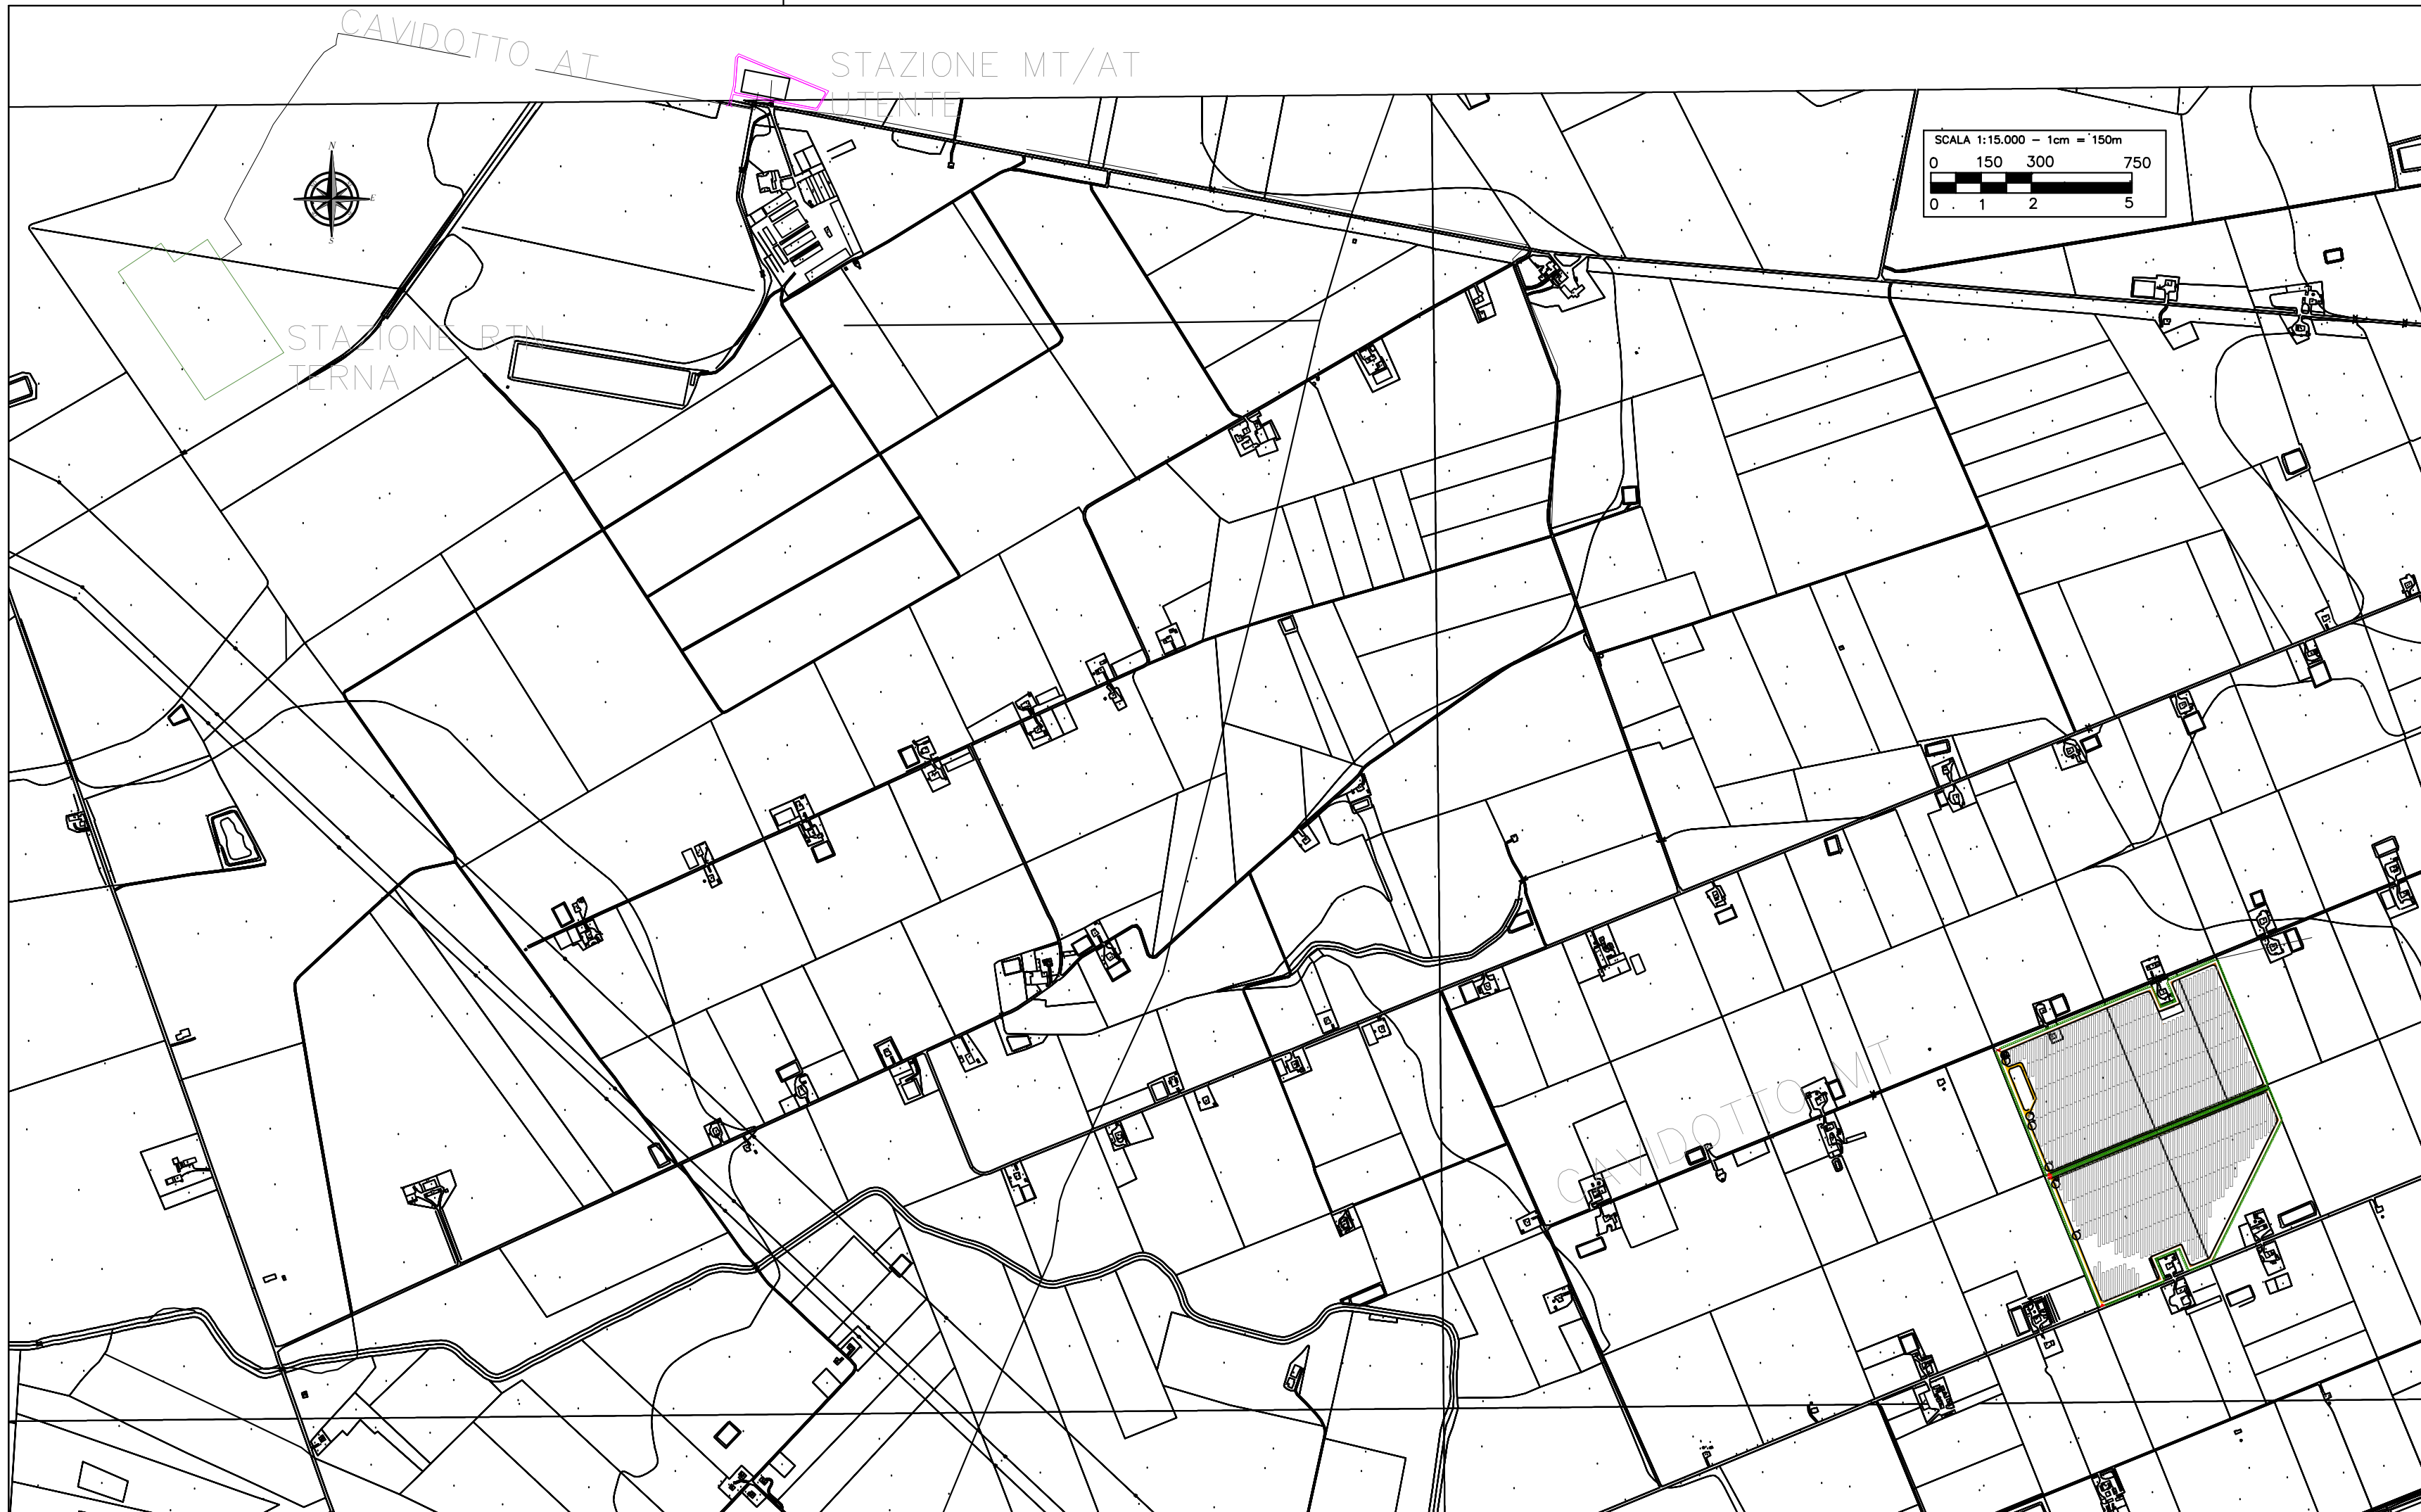 CAVIDOTTO AT
STAZIONE MT/AT
UTENTE
SCALA 1:15.000 - 1cm = 150m
0 150 300 750
0 1 2 5
N
E
S
STAZIONE RTN
TERNA
CAVIDOTTO MT